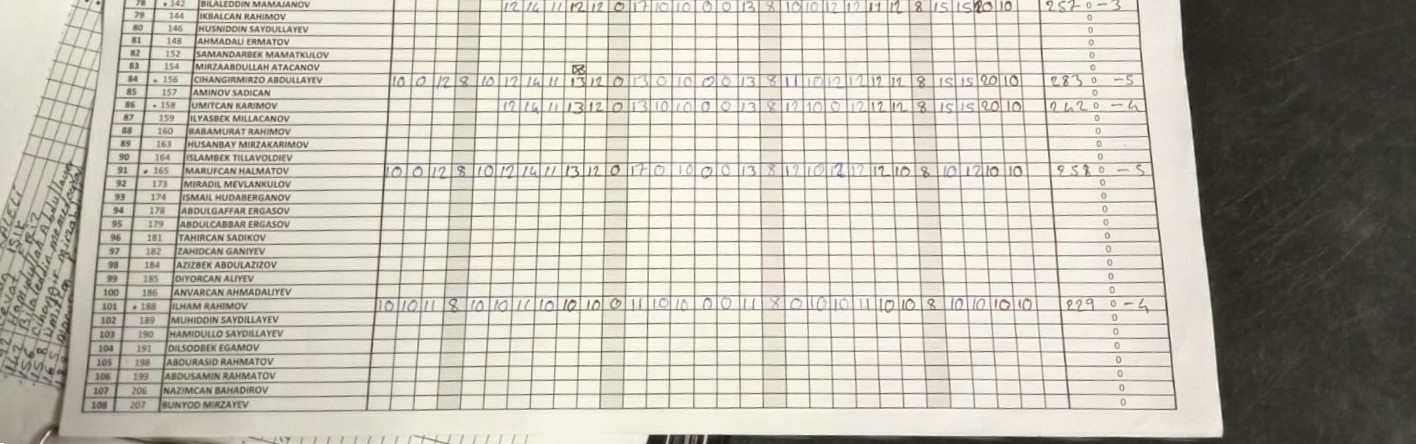 78 • 142 BILALEDDIN MAMAJANOV 12 14 11 12 12 0 17 10 10 0 0 13 8 10 10 12 12 11 12 8 15 15 20 10 252 0 - 3
79 144 IKBALCAN RAHIMOV 0
80 146 HUSNIDDIN SAYDULLAYEV 0
81 148 AHMADALI ERMATOV 0
82 152 SAMANDARBEK MAMATKULOV 0
83 154 MIRZAABDULLAH ATACANOV 0
84 • 156 CIHANGIRMIRZO ABDULLAYEV 10 0 12 8 10 12 14 11 13 12 0 13 0 10 0 0 13 8 11 10 12 12 12 12 8 15 15 20 10 283 0 - 5
85 157 AMINOV SADICAN 0
86 • 158 UMITCAN KARIMOV 12 14 11 13 12 0 13 10 10 0 0 13 8 12 10 0 12 12 12 8 15 15 20 10 242 0 - 4
87 159 ILYASBEK MILLACANOV 0
88 160 BABAMURAT RAHIMOV 0
89 163 HUSANBAY MIRZAKARIMOV 0
90 164 ISLAMBEK TILLAVOLDIEV 0
91 • 165 MARUFCAN HALMATOV 10 0 12 8 10 12 14 11 13 12 0 17 0 10 0 0 13 8 12 10 12 12 12 10 8 10 12 10 10 258 0 - 5
92 173 MIRADIL MEVLANKULOV 0
93 174 ISMAIL HUDABERGANOV 0
94 178 ABDULGAFFAR ERGASOV 0
95 179 ABDULCABBAR ERGASOV 0
96 181 TAHIRCAN SADIKOV 0
97 182 ZAHIDCAN GANIYEV 0
98 184 AZIZBEK ABDULAZIZOV 0
99 185 DIYORCAN ALIYEV 0
100 186 ANVARCAN AHMADALIYEV 0
101 • 188 ILHAM RAHIMOV 10 10 11 8 10 10 11 10 10 10 0 11 10 10 0 0 11 8 0 10 10 11 10 10 8 10 10 10 10 229 0 - 4
102 189 MUHIDDIN SAYDILLAYEV 0
103 190 HAMIDULLO SAYDILLAYEV 0
104 191 DILSODBEK EGAMOV 0
105 198 ABDURASID RAHMATOV 0
106 199 ABDUSAMIN RAHMATOV 0
107 206 NAZIMCAN BAHADIROV 0
108 207 BUNYOD MIRZAYEV 0